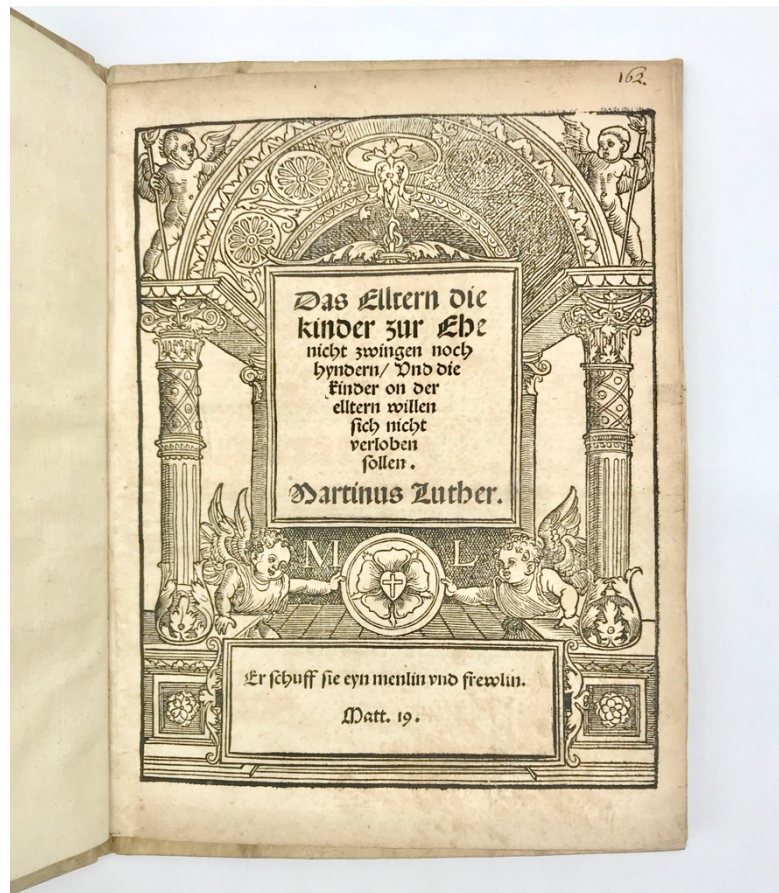 162.
Das Elltern die
kinder zur Ehe
nicht zwingen noch
hyndern/ Vnd die
kinder on der
elltern willen
sich nicht
verloben
sollen.
Martinus Luther.
M L
Er schuff sie eyn menlin vnd frewlin.
Matt. 19.